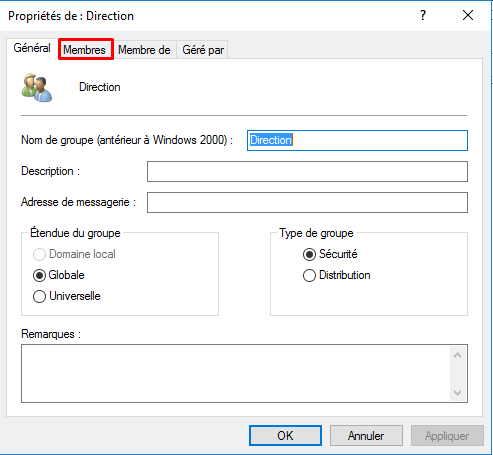 Propriétés de : Direction
? ×
Général Membres Membre de Géré par
Direction
Nom de groupe (antérieur à Windows 2000) : Direction
Description :
Adresse de messagerie :
Étendue du groupe
Domaine local
Globale
Universelle
Type de groupe
Sécurité
Distribution
Remarques :
OK Annuler Appliquer